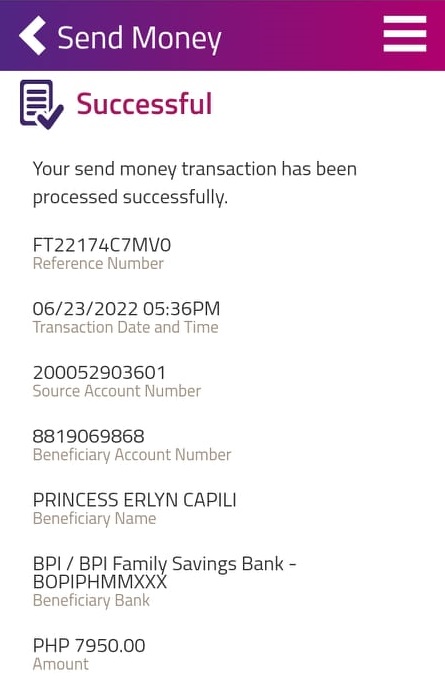 Send Money
Successful
Your send money transaction has been
processed successfully.
FT22174C7MV0
Reference Number
06/23/2022 05:36PM
Transaction Date and Time
200052903601
Source Account Number
8819069868
Beneficiary Account Number
PRINCESS ERLYN CAPILI
Beneficiary Name
BPI / BPI Family Savings Bank -
BOPIPHMMXXX
Beneficiary Bank
PHP 7950.00
Amount